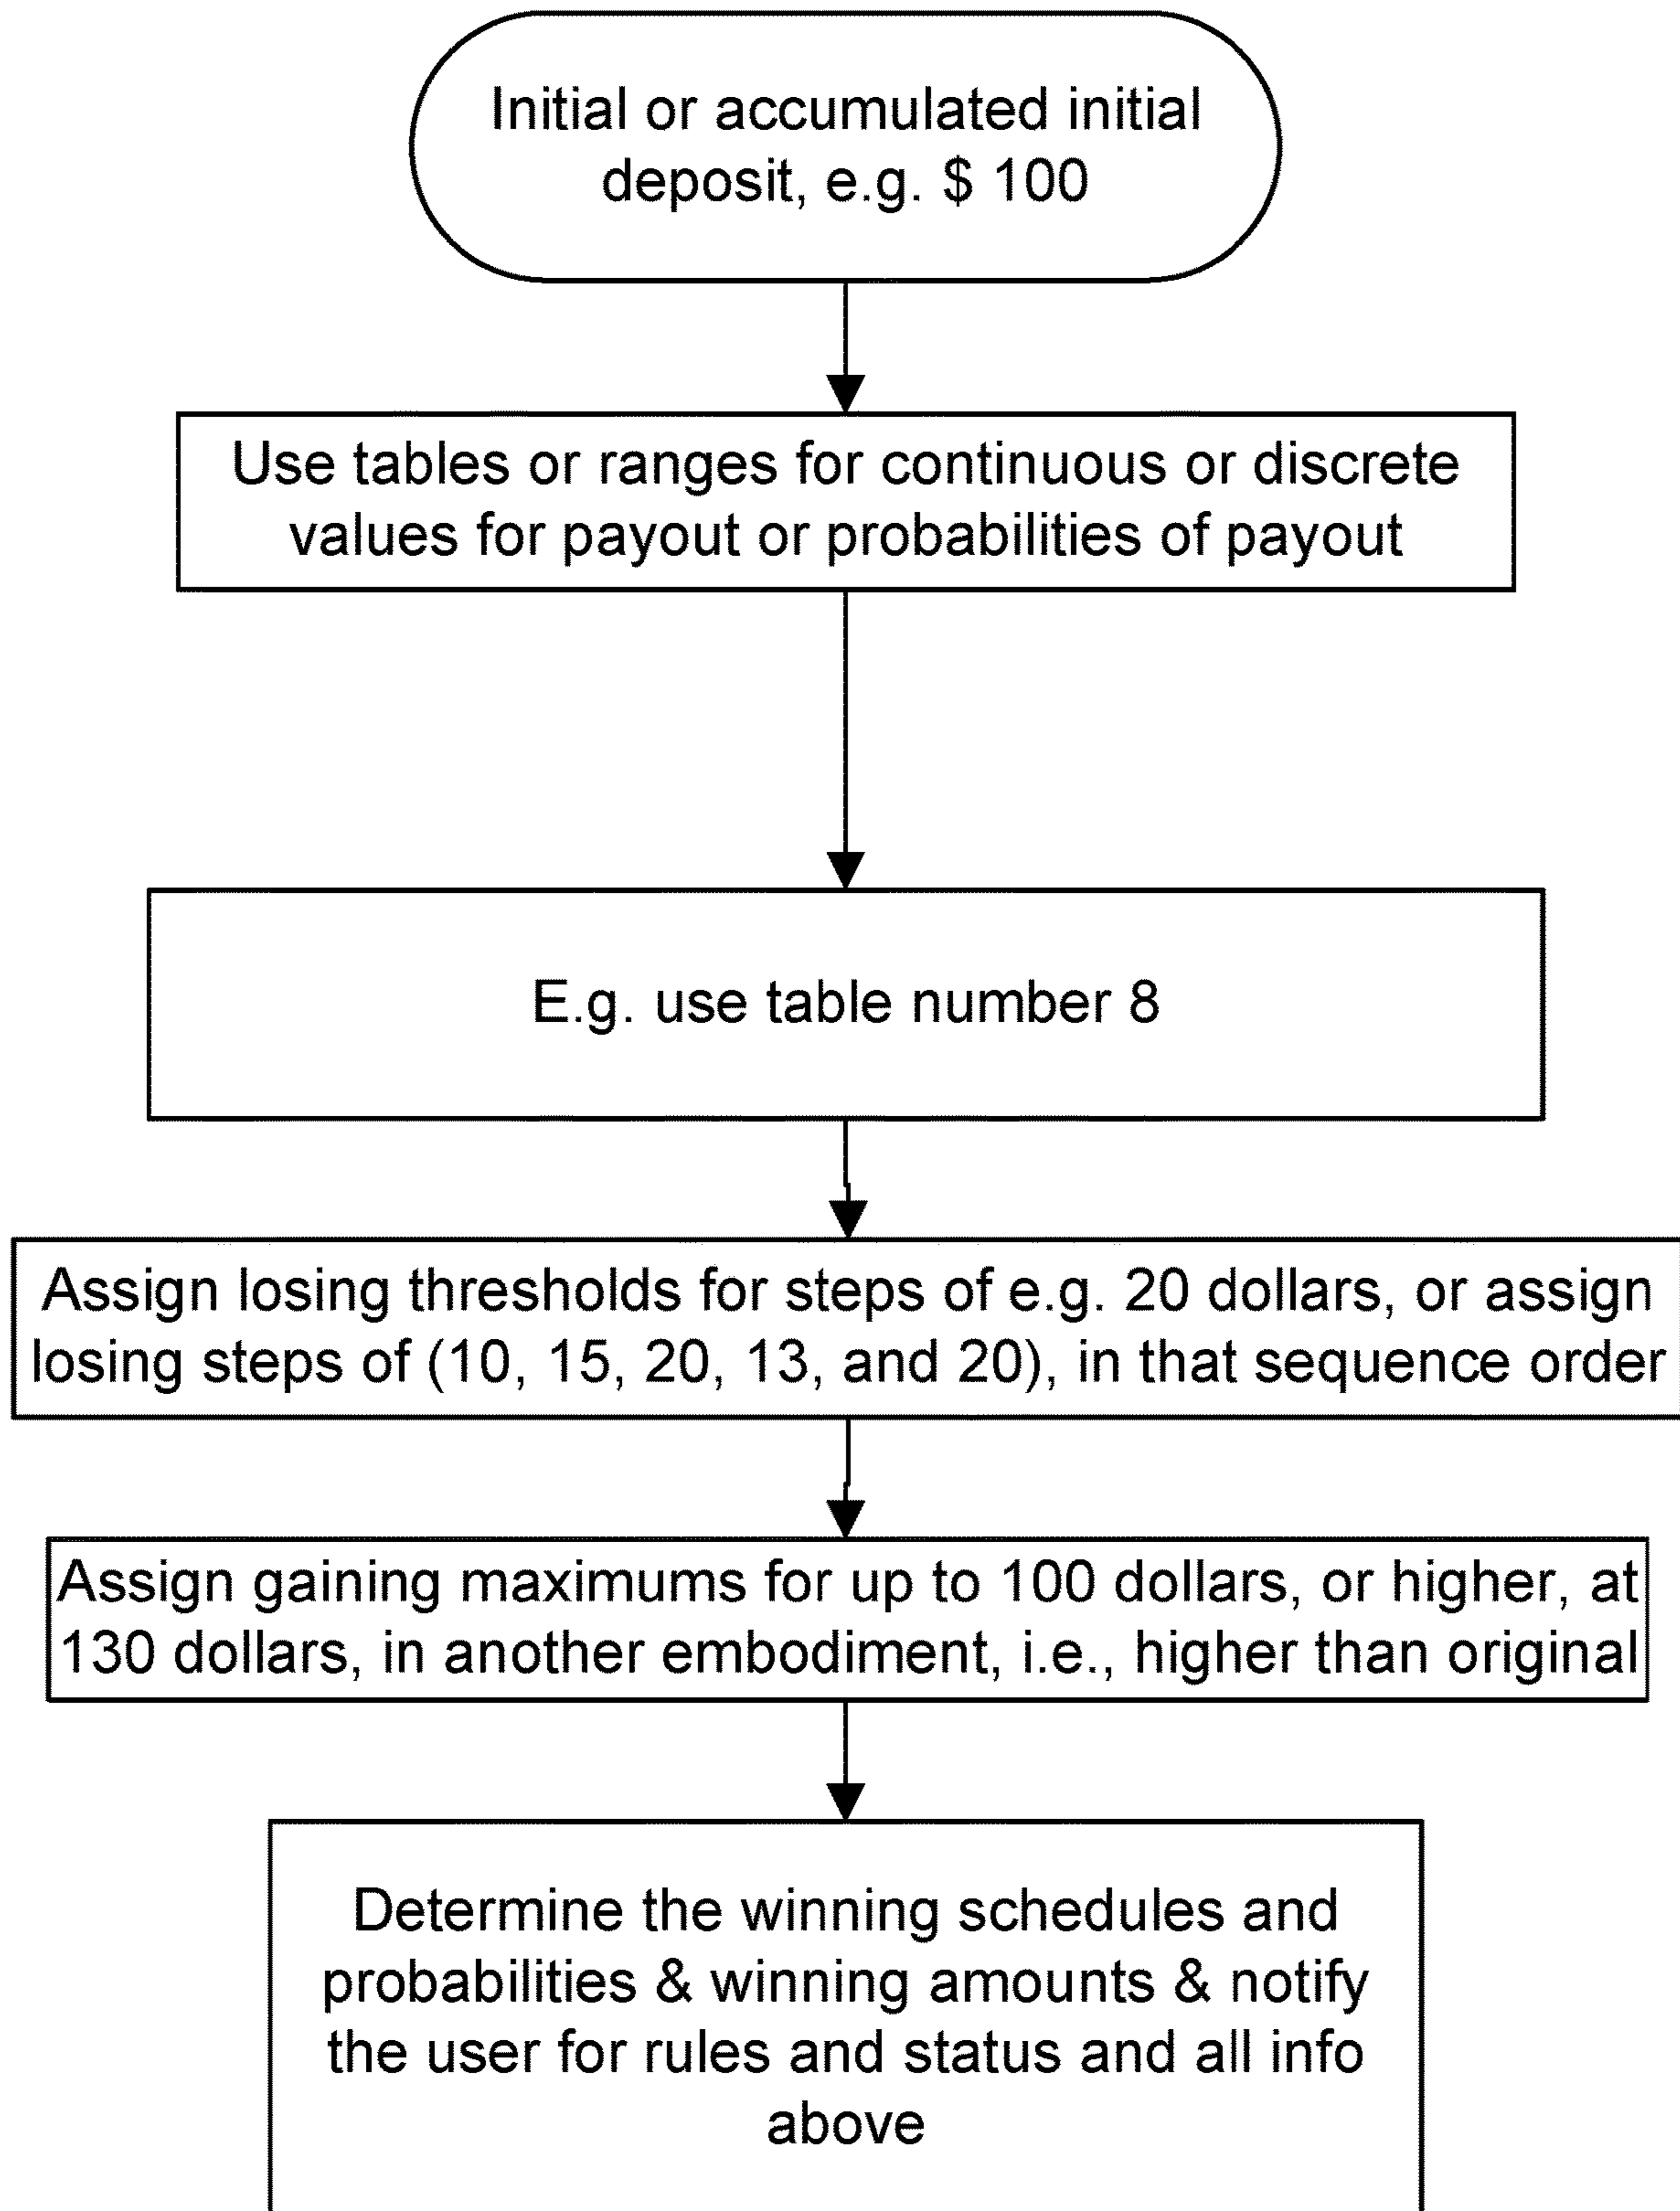 Initial or accumulated initial
deposit, e.g. $ 100
Use tables or ranges for continuous or discrete
values for payout or probabilities of payout
E.g. use table number 8
Assign losing thresholds for steps of e.g. 20 dollars, or assign
losing steps of (10, 15, 20, 13, and 20), in that sequence order
Assign gaining maximums for up to 100 dollars, or higher, at
130 dollars, in another embodiment, i.e., higher than original
Determine the winning schedules and
probabilities & winning amounts & notify
the user for rules and status and all info
above